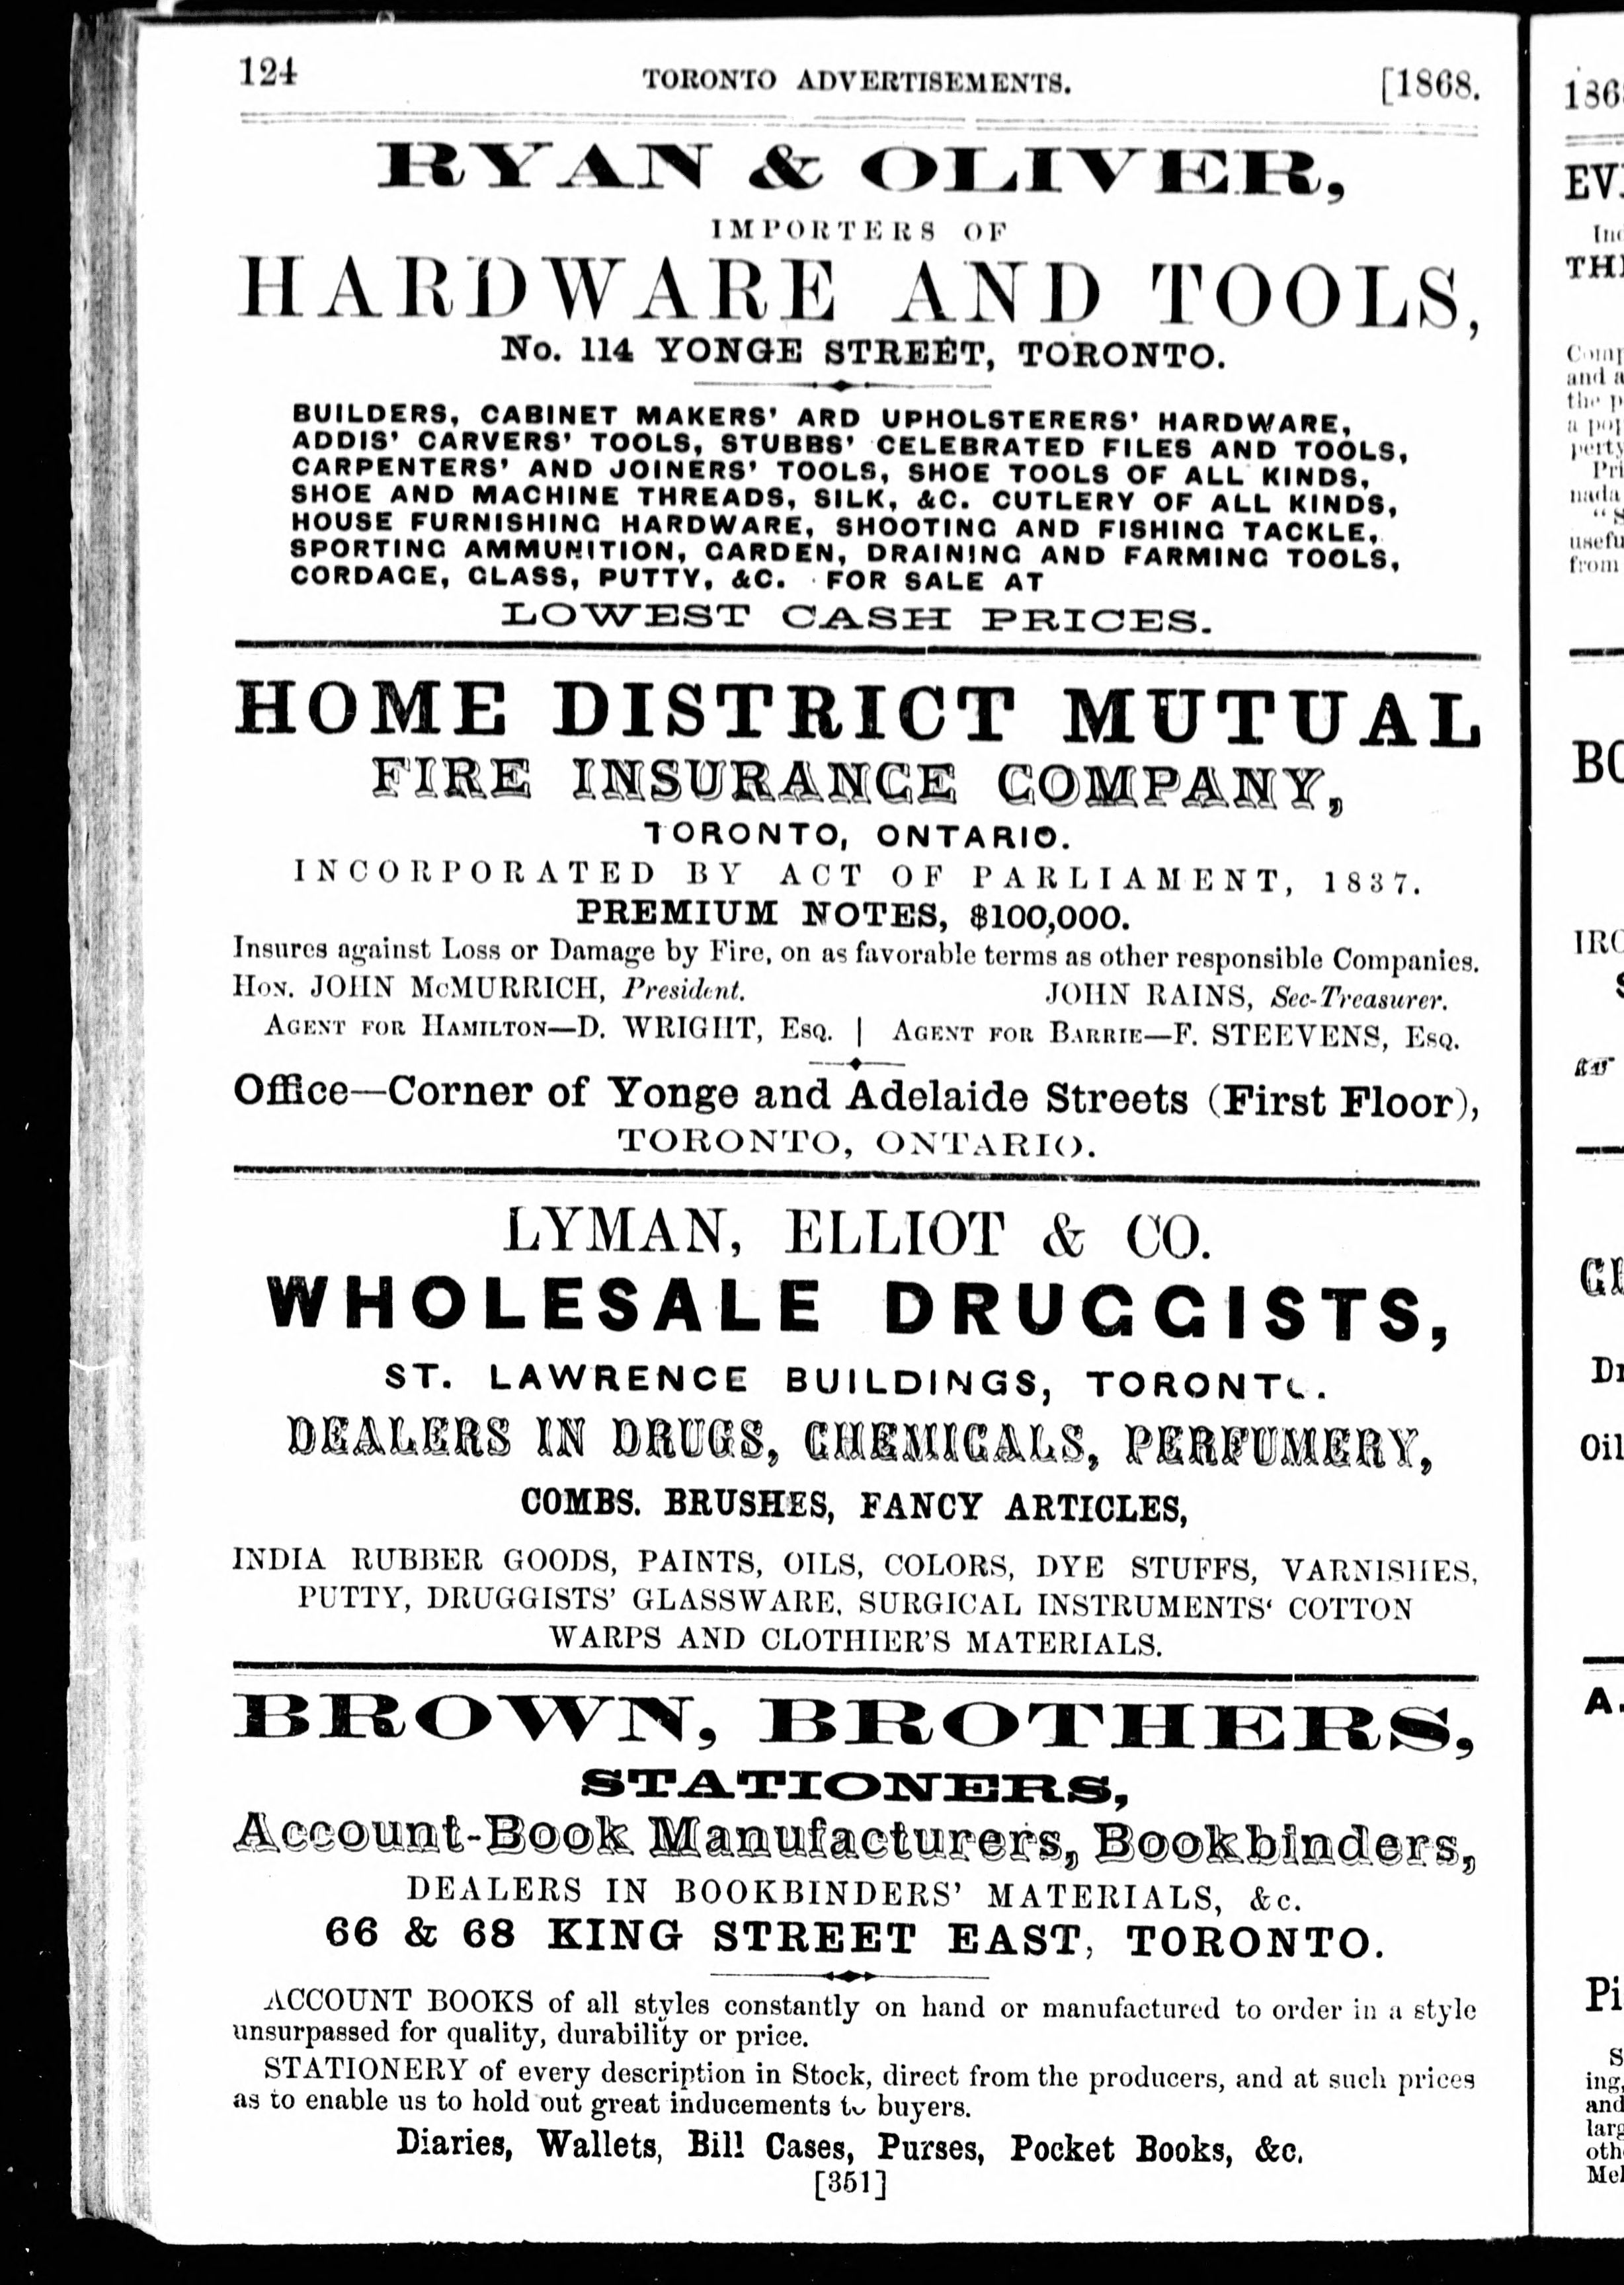 124 TORONTO ADVERTISEMENTS. [1868.
RYAN & OLIVER,
IMPORTERS OF
HARDWARE AND TOOLS,
No. 114 YONGE STREET, TORONTO.
BUILDERS, CABINET MAKERS' ARD UPHOLSTERERS' HARDWARE,
ADDIS' CARVERS' TOOLS, STUBBS' CELEBRATED FILES AND TOOLS,
CARPENTERS' AND JOINERS' TOOLS, SHOE TOOLS OF ALL KINDS,
SHOE AND MACHINE THREADS, SILK, &C. CUTLERY OF ALL KINDS,
HOUSE FURNISHING HARDWARE, SHOOTING AND FISHING TACKLE,
SPORTING AMMUNITION, GARDEN, DRAINING AND FARMING TOOLS,
CORDAGE, GLASS, PUTTY, &C. FOR SALE AT
LOWEST CASH PRICES.
HOME DISTRICT MUTUAL
FIRE INSURANCE COMPANY,
TORONTO, ONTARIO.
INCORPORATED BY ACT OF PARLIAMENT, 1837.
PREMIUM NOTES, $100,000.
Insures against Loss or Damage by Fire, on as favorable terms as other responsible Companies.
Hon. JOHN McMURRICH, President. JOHN RAINS, Sec-Treasurer.
Agent for Hamilton—D. WRIGHT, Esq. | Agent for Barrie—F. STEEVENS, Esq.
Office—Corner of Yonge and Adelaide Streets (First Floor),
TORONTO, ONTARIO.
LYMAN, ELLIOT & CO.
WHOLESALE DRUGGISTS,
ST. LAWRENCE BUILDINGS, TORONTO.
DEALERS IN DRUGS, CHEMICALS, PERFUMERY,
COMBS. BRUSHES, FANCY ARTICLES,
INDIA RUBBER GOODS, PAINTS, OILS, COLORS, DYE STUFFS, VARNISHES,
PUTTY, DRUGGISTS' GLASSWARE, SURGICAL INSTRUMENTS‘ COTTON
WARPS AND CLOTHIER'S MATERIALS.
BROWN, BROTHERS,
STATIONERS,
Account-Book Manufacturers, Bookbinders,
DEALERS IN BOOKBINDERS' MATERIALS, &c.
66 & 68 KING STREET EAST, TORONTO.
ACCOUNT BOOKS of all styles constantly on hand or manufactured to order in a style
unsurpassed for quality, durability or price.
STATIONERY of every description in Stock, direct from the producers, and at such prices
as to enable us to hold out great inducements to buyers.
Diaries, Wallets, Bill Cases, Purses, Pocket Books, &c.
[351]